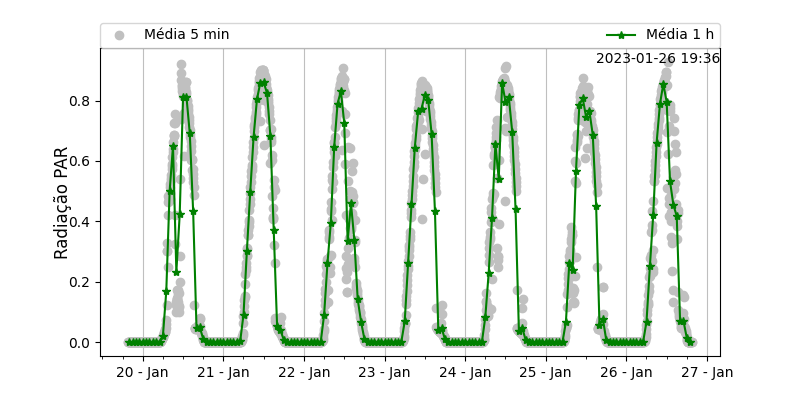 Média 5 min
Média 1 h
2023-01-26 19:36
Radiação PAR
0.8
0.6
0.4
0.2
0.0
20 - Jan
21 - Jan
22 - Jan
23 - Jan
24 - Jan
25 - Jan
26 - Jan
27 - Jan